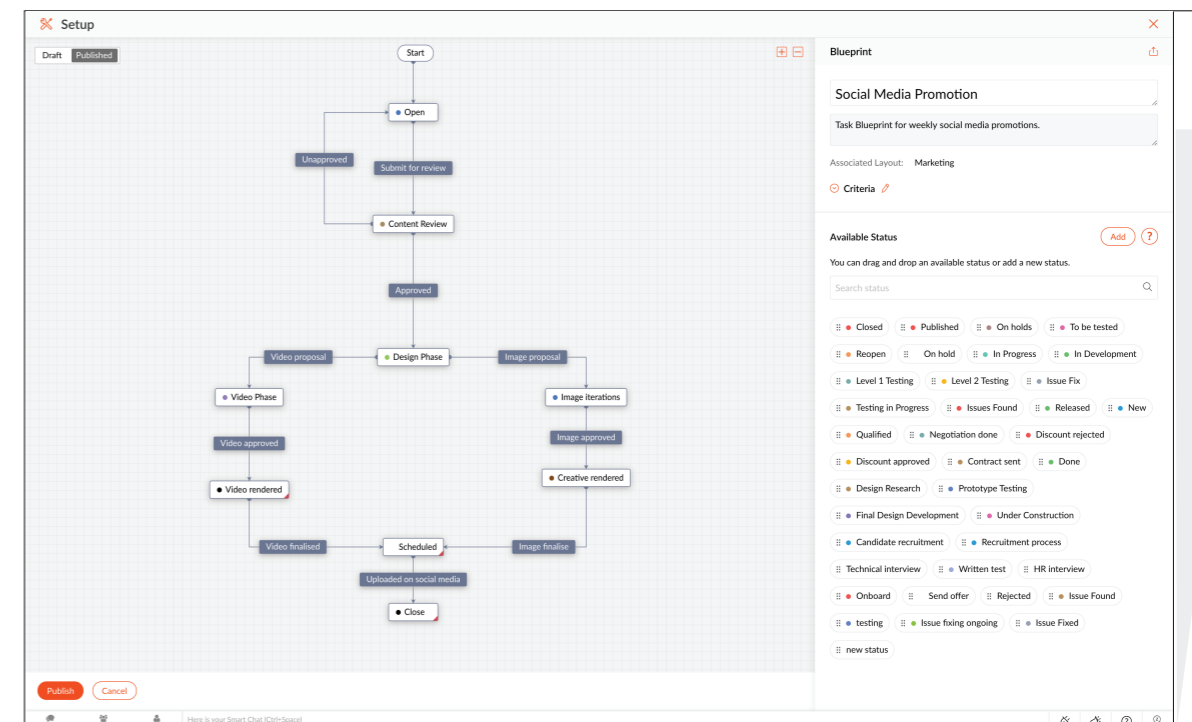 Setup
Draft Published
Start
Open
Unapproved
Submit for review
Content Review
Approved
Video proposal
Design Phase
Image proposal
Video Phase
Image iterations
Video approved
Image approved
Video rendered
Creative rendered
Video finalised
Scheduled
Image finalise
Uploaded on social media
Close
Publish Cancel
Here is your Smart Chat (Ctrl+Space)
Blueprint
Social Media Promotion
Task Blueprint for weekly social media promotions.
Associated Layout: Marketing
Criteria
Available Status Add ?
You can drag and drop an available status or add a new status.
Search status
Closed Published On holds To be tested
Reopen On hold In Progress In Development
Level 1 Testing Level 2 Testing Issue Fix
Testing in Progress Issues Found Released New
Qualified Negotiation done Discount rejected
Discount approved Contract sent Done
Design Research Prototype Testing
Final Design Development Under Construction
Candidate recruitment Recruitment process
Technical interview Written test HR interview
Onboard Send offer Rejected Issue Found
testing Issue fixing ongoing Issue Fixed
new status